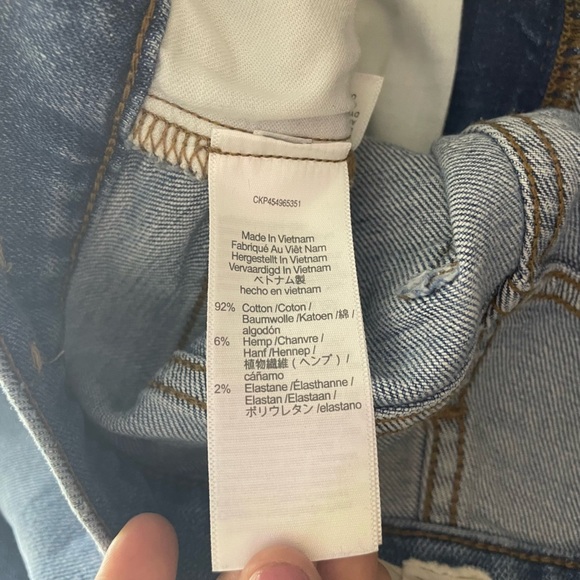 CKP454965351
Made In Vietnam
Fabriqué Au Viêt Nam
Hergestellt In Vietnam
Vervaardigd In Vietnam
ベトナム製
hecho en vietnam
92% Cotton /Coton /
Baumwolle /Katoen /綿 /
algodón
6% Hemp /Chanvre /
Hanf /Hennep /
植物繊維 (ヘンプ) /
cáñamo
2% Elastane /Élasthanne /
Elastan /Elastaan /
ポリウレタン /elastano